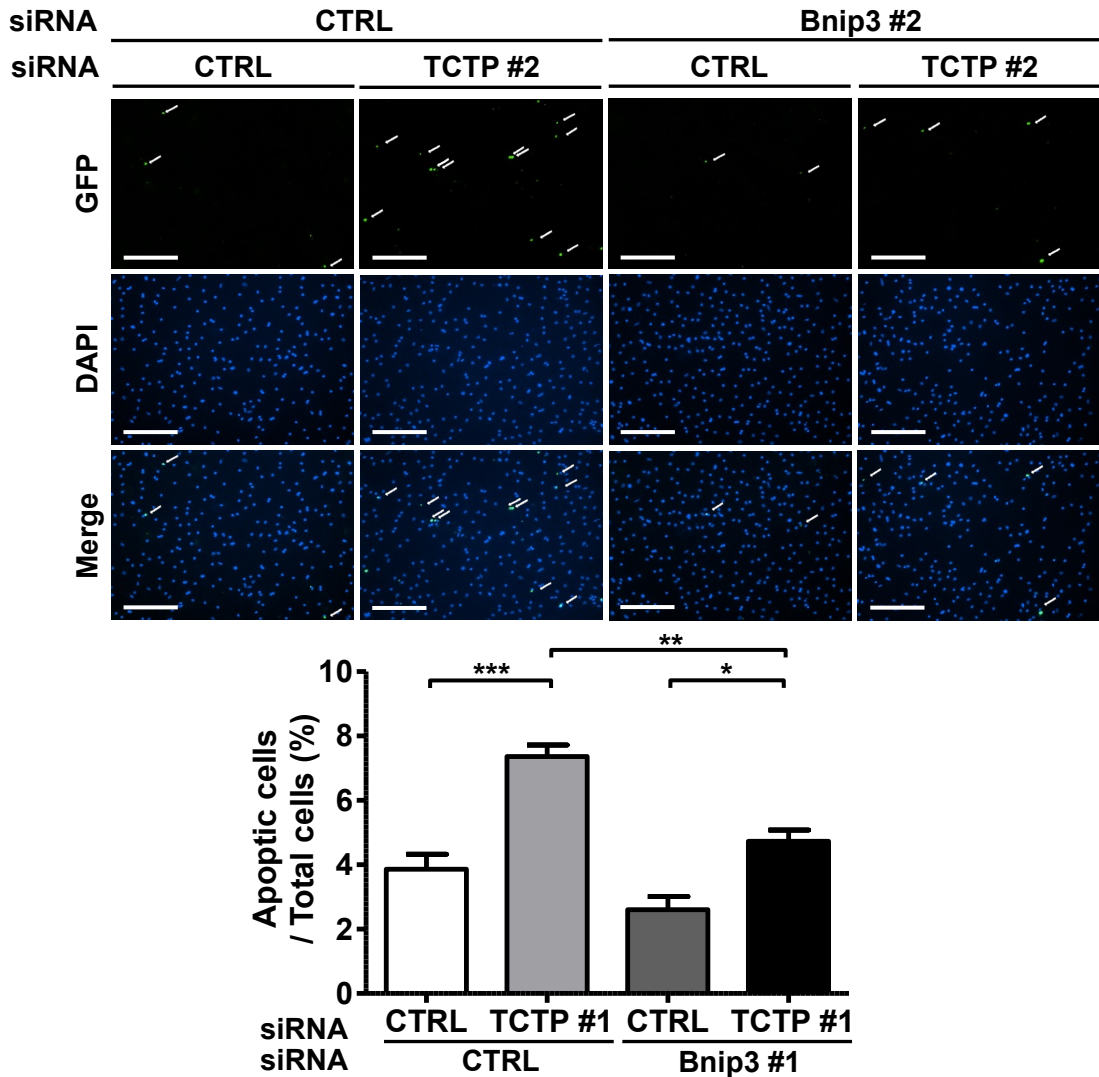 siRNA CTRL Bnip3 #2
siRNA CTRL TCTP #2 CTRL TCTP #2
GFP
DAPI
Merge
**
*** *
10
8
6
4
2
0
Apoptic cells
/ Total cells (%)
siRNA CTRL TCTP #1 CTRL TCTP #1
siRNA CTRL Bnip3 #1